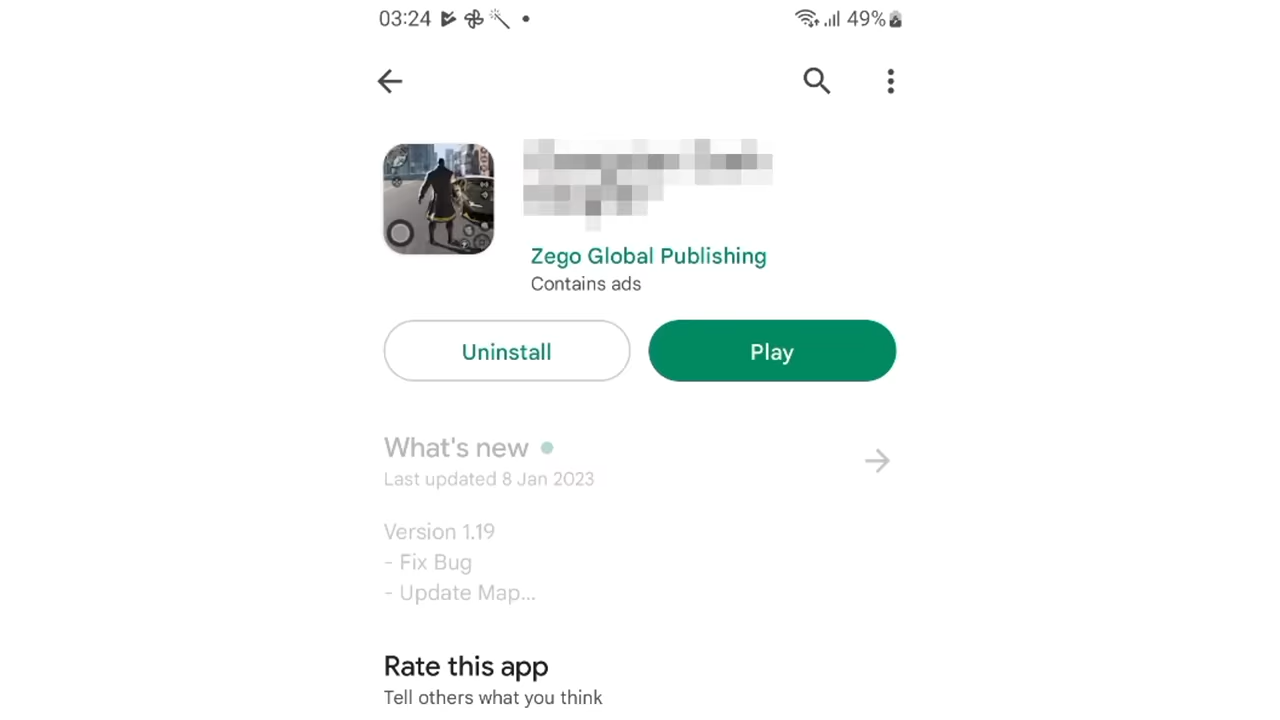 03:24
49%
Zego Global Publishing
Contains ads
Uninstall
Play
What's new
Last updated 8 Jan 2023
Version 1.19
- Fix Bug
- Update Map...
Rate this app
Tell others what you think